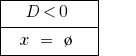 D < 0
x = ø